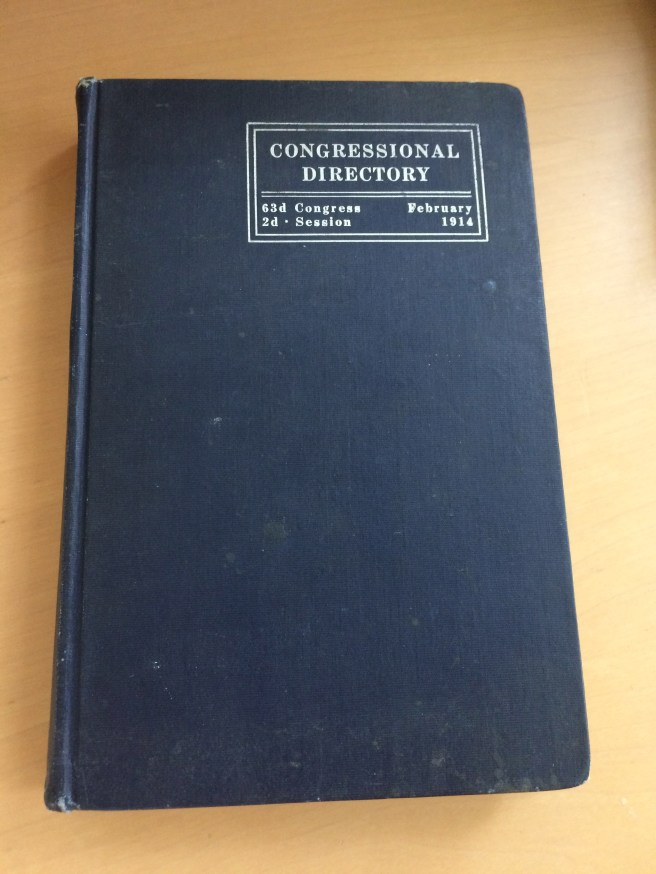 CONGRESSIONAL
DIRECTORY
63d Congress February
2d · Session 1914